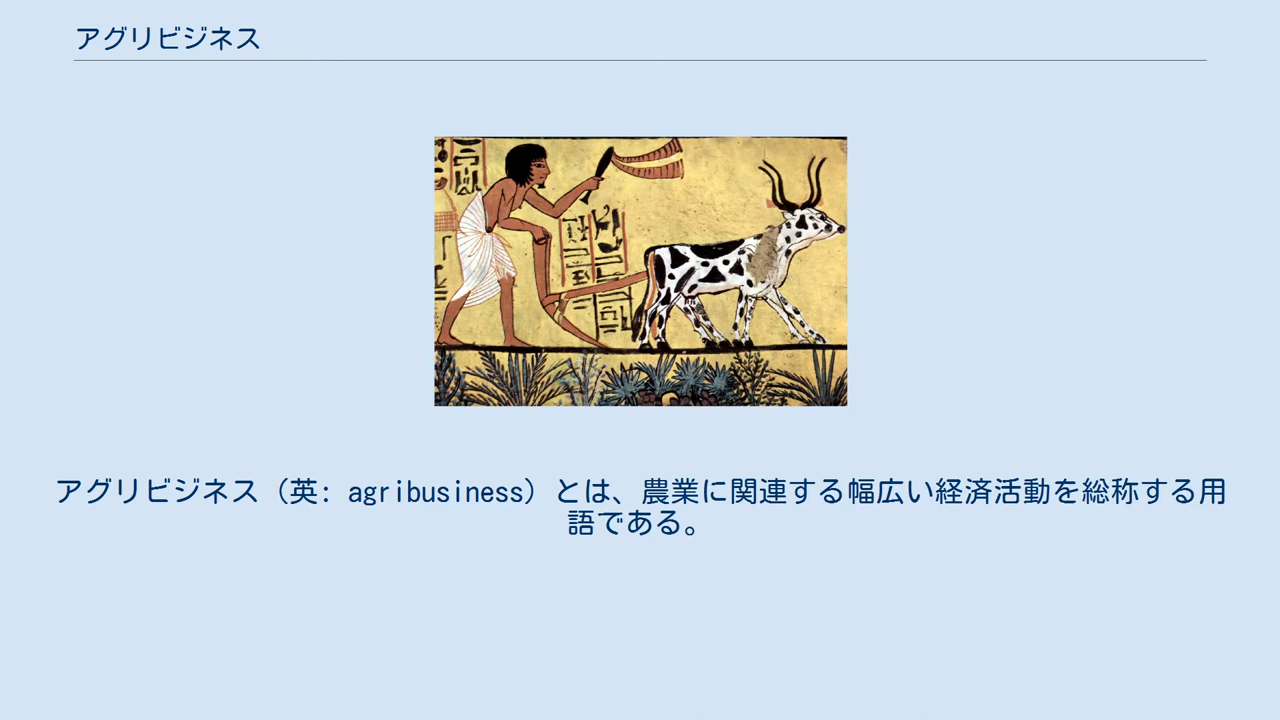 アグリビジネス
アグリビジネス（英: agribusiness）とは、農業に関連する幅広い経済活動を総称する用
語である。